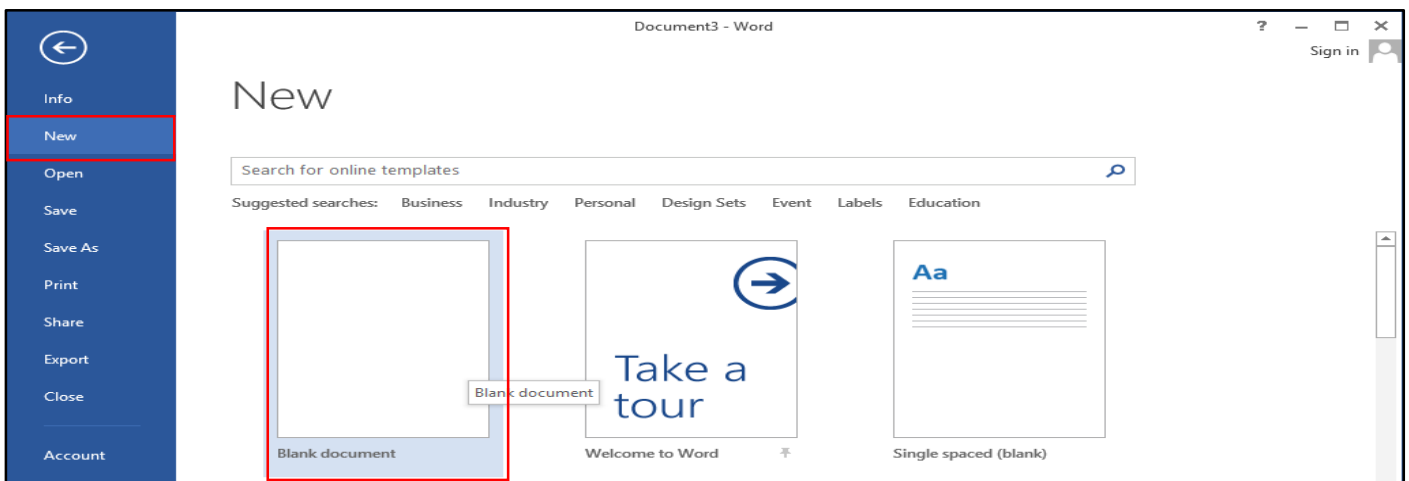 Document3 - Word
?
Sign in
Info
New
Open
Save
Save As
Print
Share
Export
Close
Account
New
Search for online templates
Suggested searches: Business Industry Personal Design Sets Event Labels Education
Blank document
Blank document
Take a
tour
Welcome to Word
Aa
Single spaced (blank)